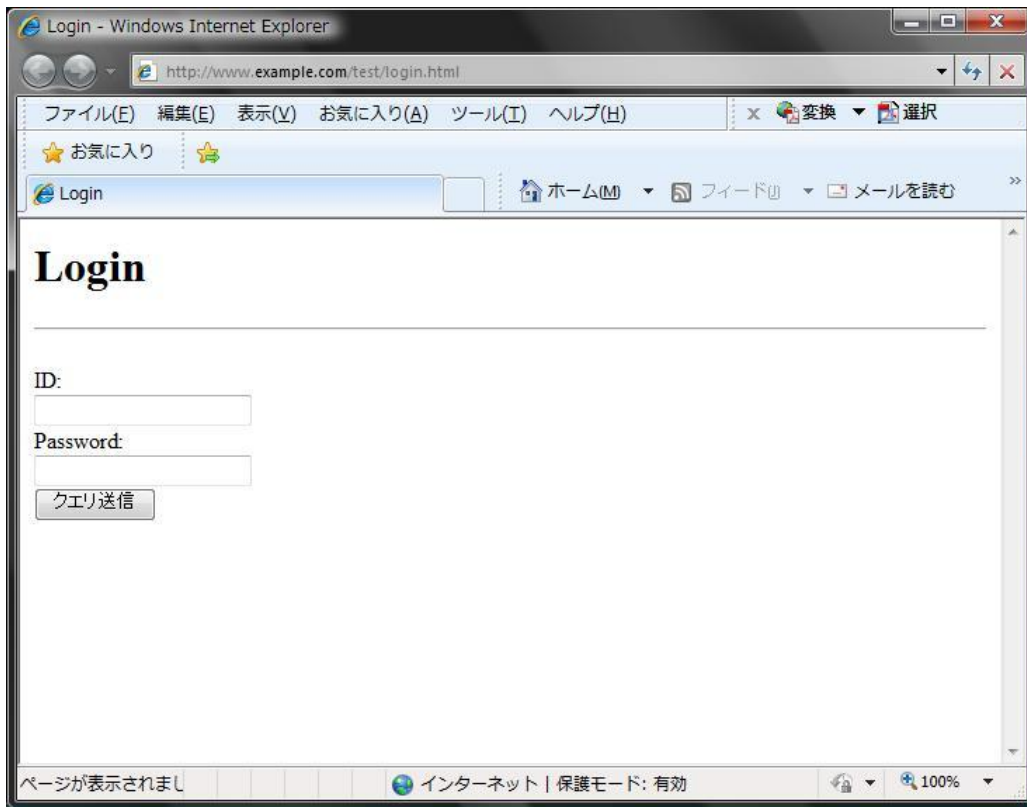 Login - Windows Internet Explorer
http://www.example.com/test/login.html
ファイル(F) 編集(E) 表示(V) お気に入り(A) ツール(T) ヘルプ(H) x 変換 選択
お気に入り
Login ホーム(M) フィード(J) メールを読む »
Login
ID:
Password:
クエリ送信
ページが表示されまし インターネット | 保護モード: 有効 100%